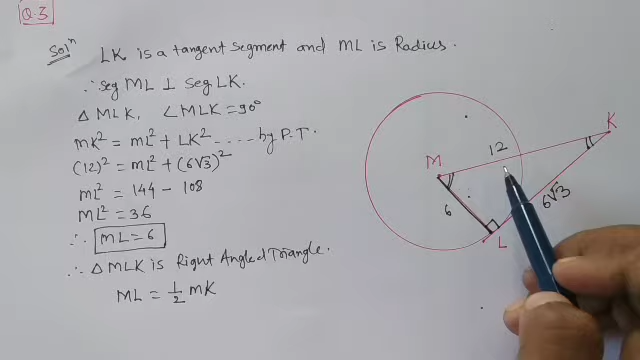 Q.3
Solⁿ LK is a tangent segment and ML is Radius.
∴ seg ML ⊥ seg LK.
△ MLK, ∠MLK = 90°
MK² = ML² + LK² .... by P.T.
(12)² = ML² + (6√3)²
ML² = 144 - 108
ML² = 36
∴ ML = 6
∴ △ MLK is Right Angled Triangle.
ML = 1/2 MK
K
12
M
6√3
6
L